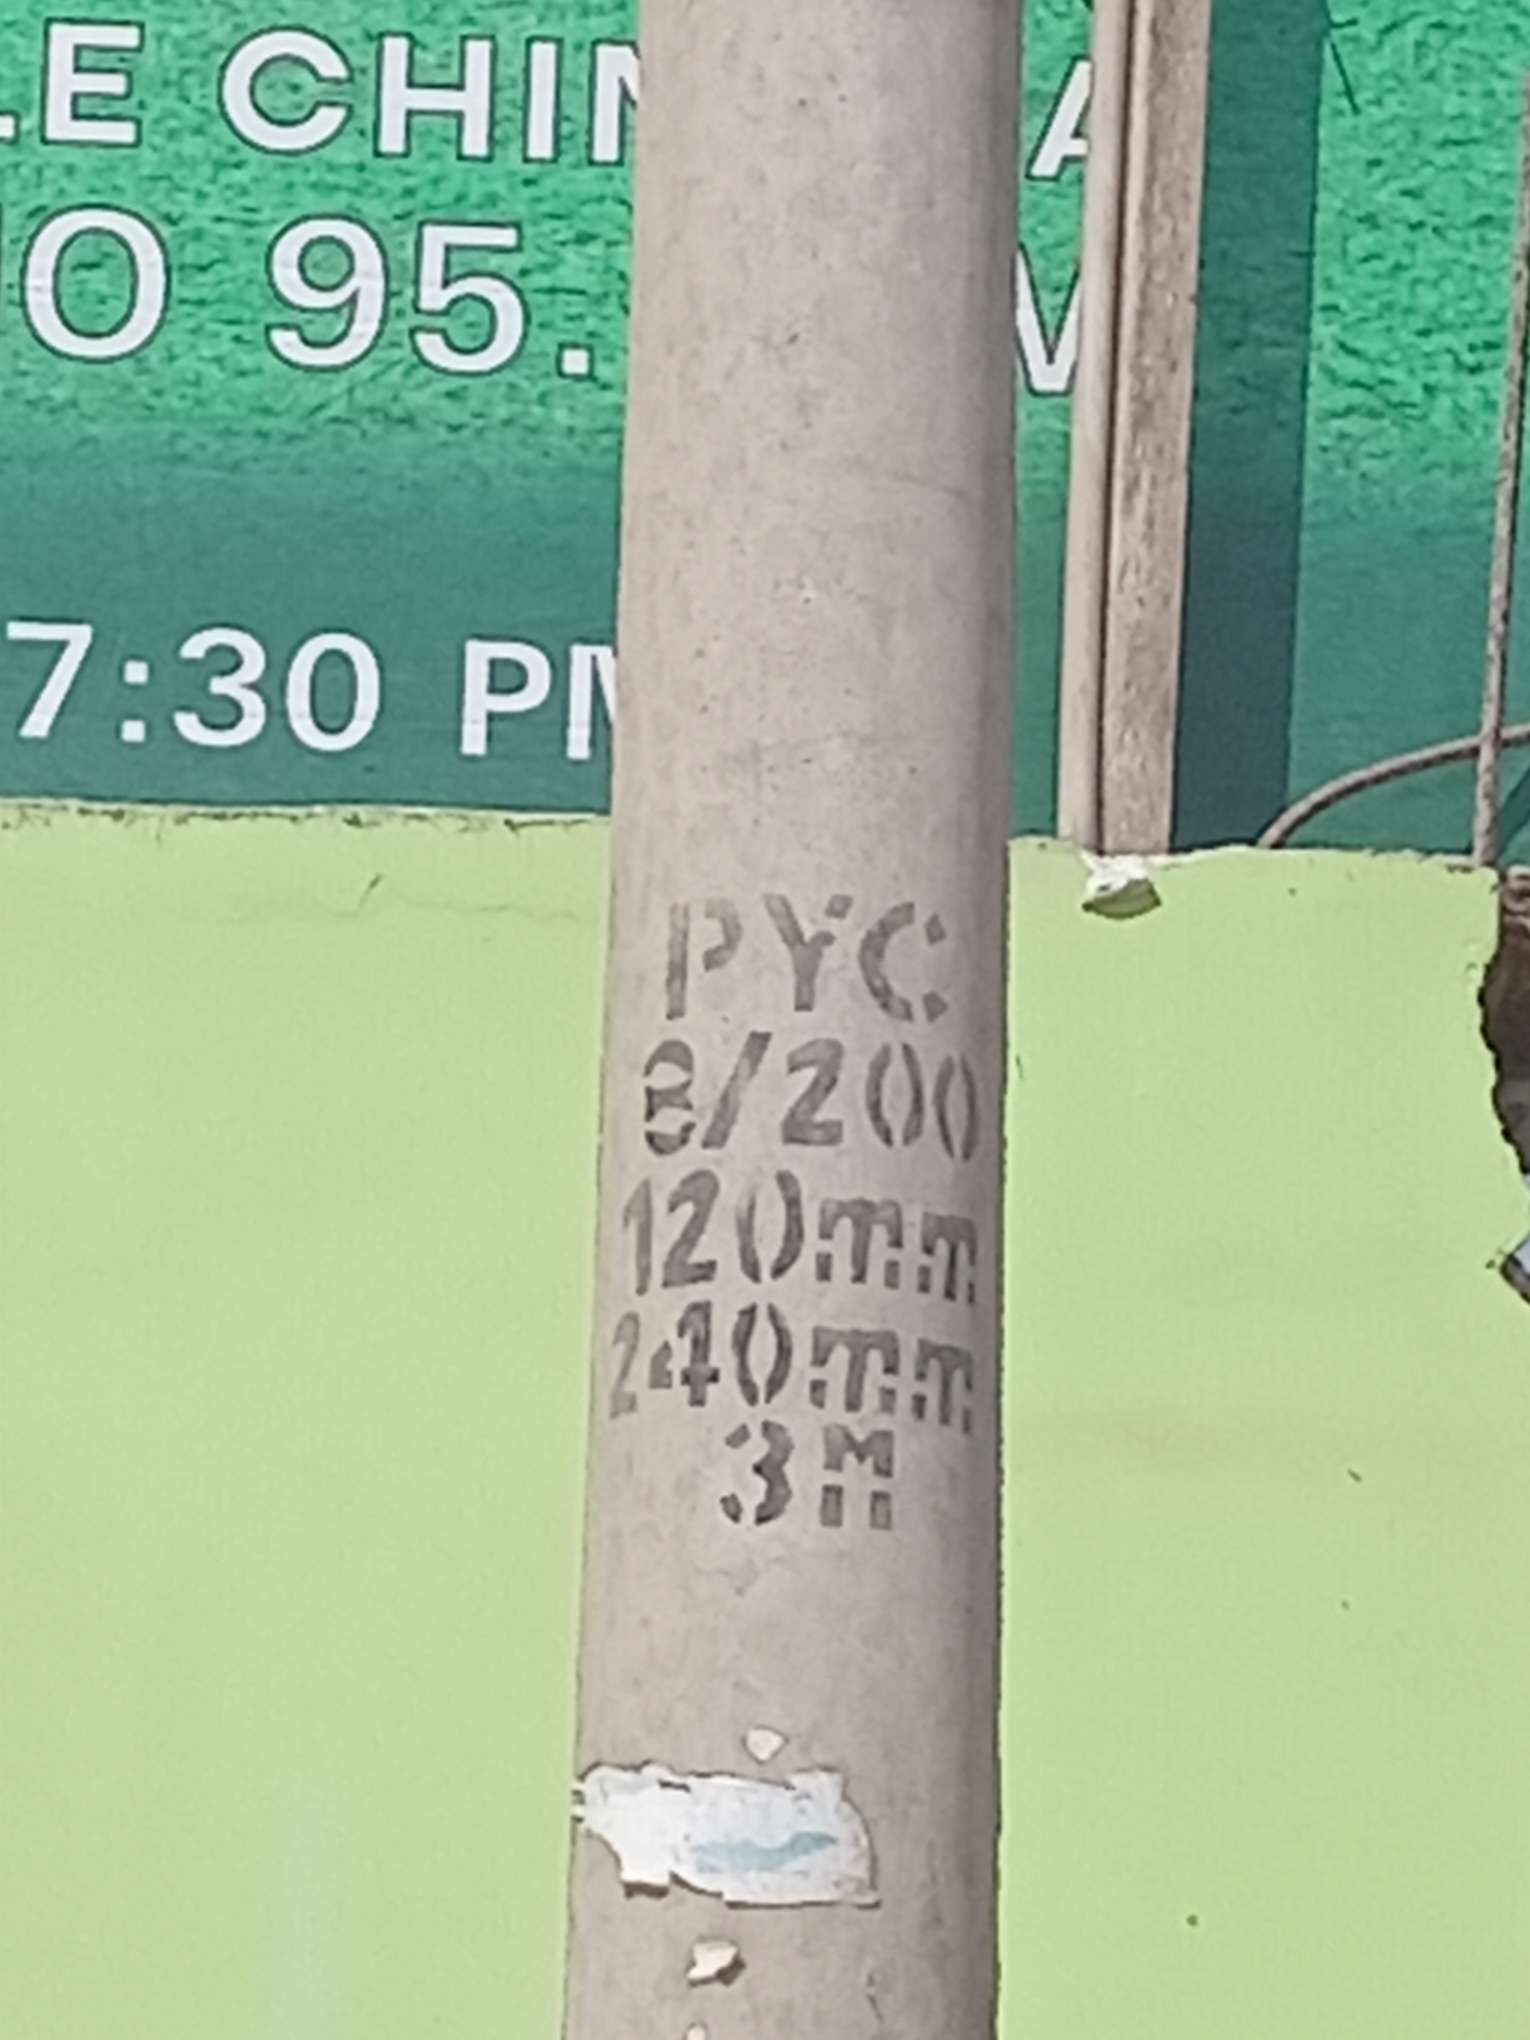 LE CHIN A
O 95. V
7:30 PM
PYC
8/200
120mm
240mm
3M